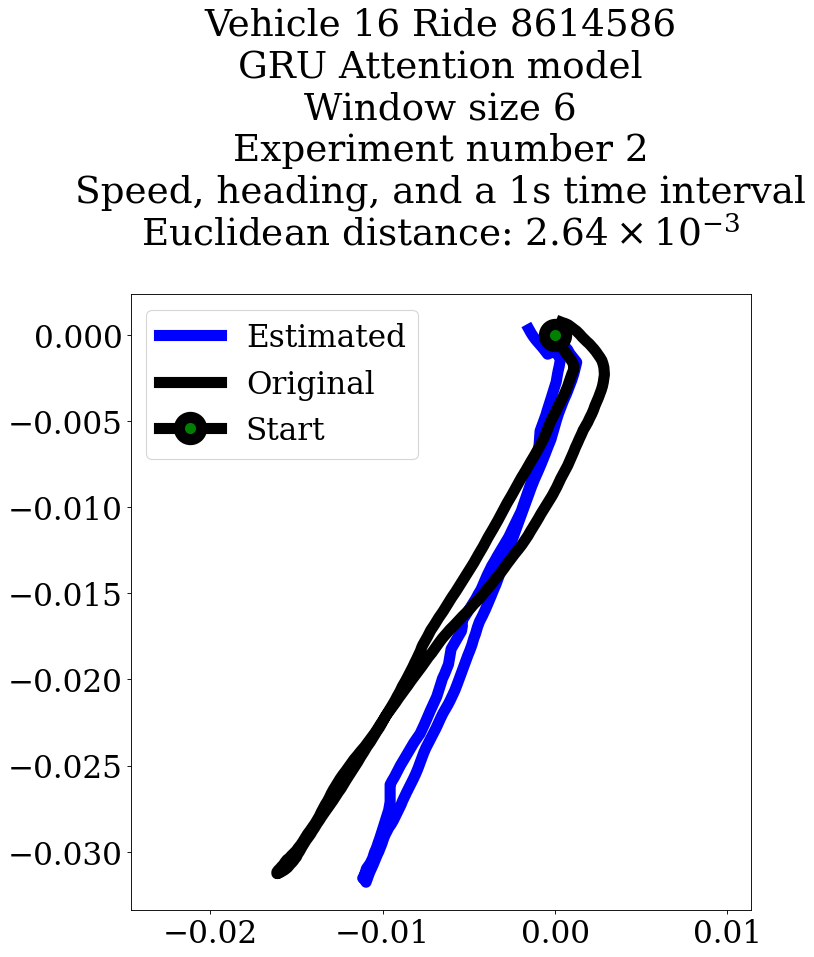 Vehicle 16 Ride 8614586
GRU Attention model
Window size 6
Experiment number 2
Speed, heading, and a 1s time interval
Euclidean distance: 2.64 × 10⁻³
Estimated
Original
Start
0.000
−0.005
−0.010
−0.015
−0.020
−0.025
−0.030
−0.02
−0.01
0.00
0.01